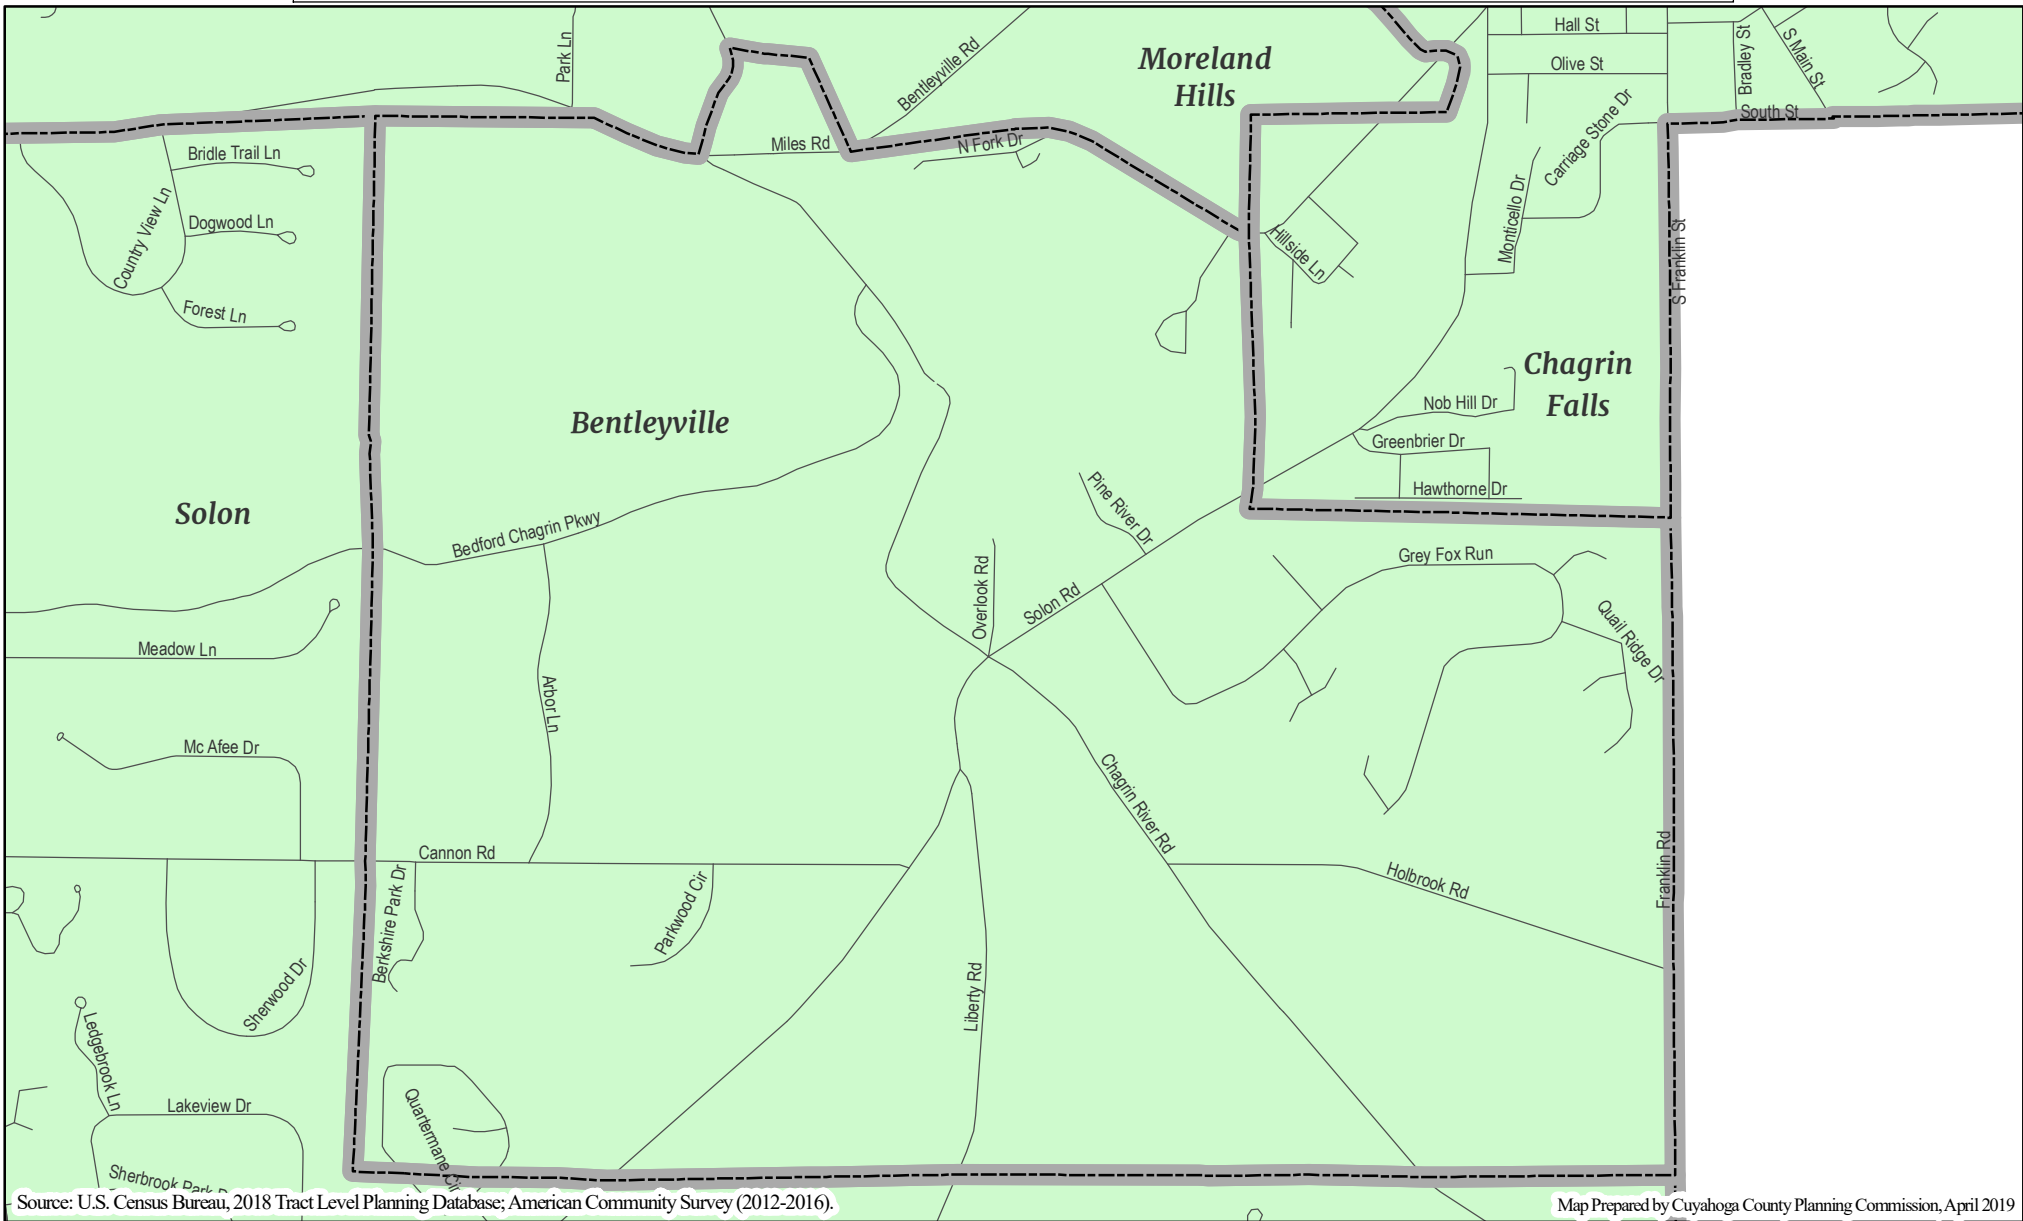 Hall St
Park Ln
Bentleyville Rd
Moreland
Hills
Olive St
Bradley St
S Main St
South St
Miles Rd
N Fork Dr
Carriage Stone Dr
Bridle Trail Ln
Country View Ln
Dogwood Ln
Monticello Dr
Hillside Ln
S Franklin St
Forest Ln
Chagrin
Falls
Bentleyville
Nob Hill Dr
Greenbrier Dr
Hawthorne Dr
Solon
Pine River Dr
Bedford Chagrin Pkwy
Grey Fox Run
Overlook Rd
Solon Rd
Quail Ridge Dr
Meadow Ln
Arbor Ln
Mc Afee Dr
Chagrin River Rd
Cannon Rd
Franklin Rd
Holbrook Rd
Berkshire Park Dr
Parkwood Cir
Sherwood Dr
Liberty Rd
Ledgebrook Ln
Lakeview Dr
Quartermane Cir
Sherbrook Park
Source: U.S. Census Bureau, 2018 Tract Level Planning Database; American Community Survey (2012-2016).
Map Prepared by Cuyahoga County Planning Commission, April 2019